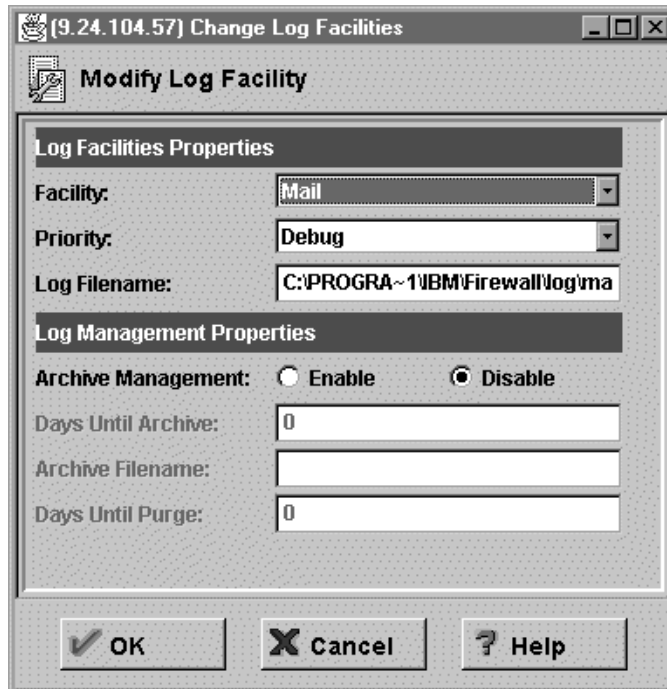 (9.24.104.57) Change Log Facilities
Modify Log Facility
Log Facilities Properties
Facility: Mail
Priority: Debug
Log Filename: C:\PROGRA~1\IBM\Firewall\log\ma
Log Management Properties
Archive Management: Enable Disable
Days Until Archive: 0
Archive Filename:
Days Until Purge: 0
OK Cancel Help